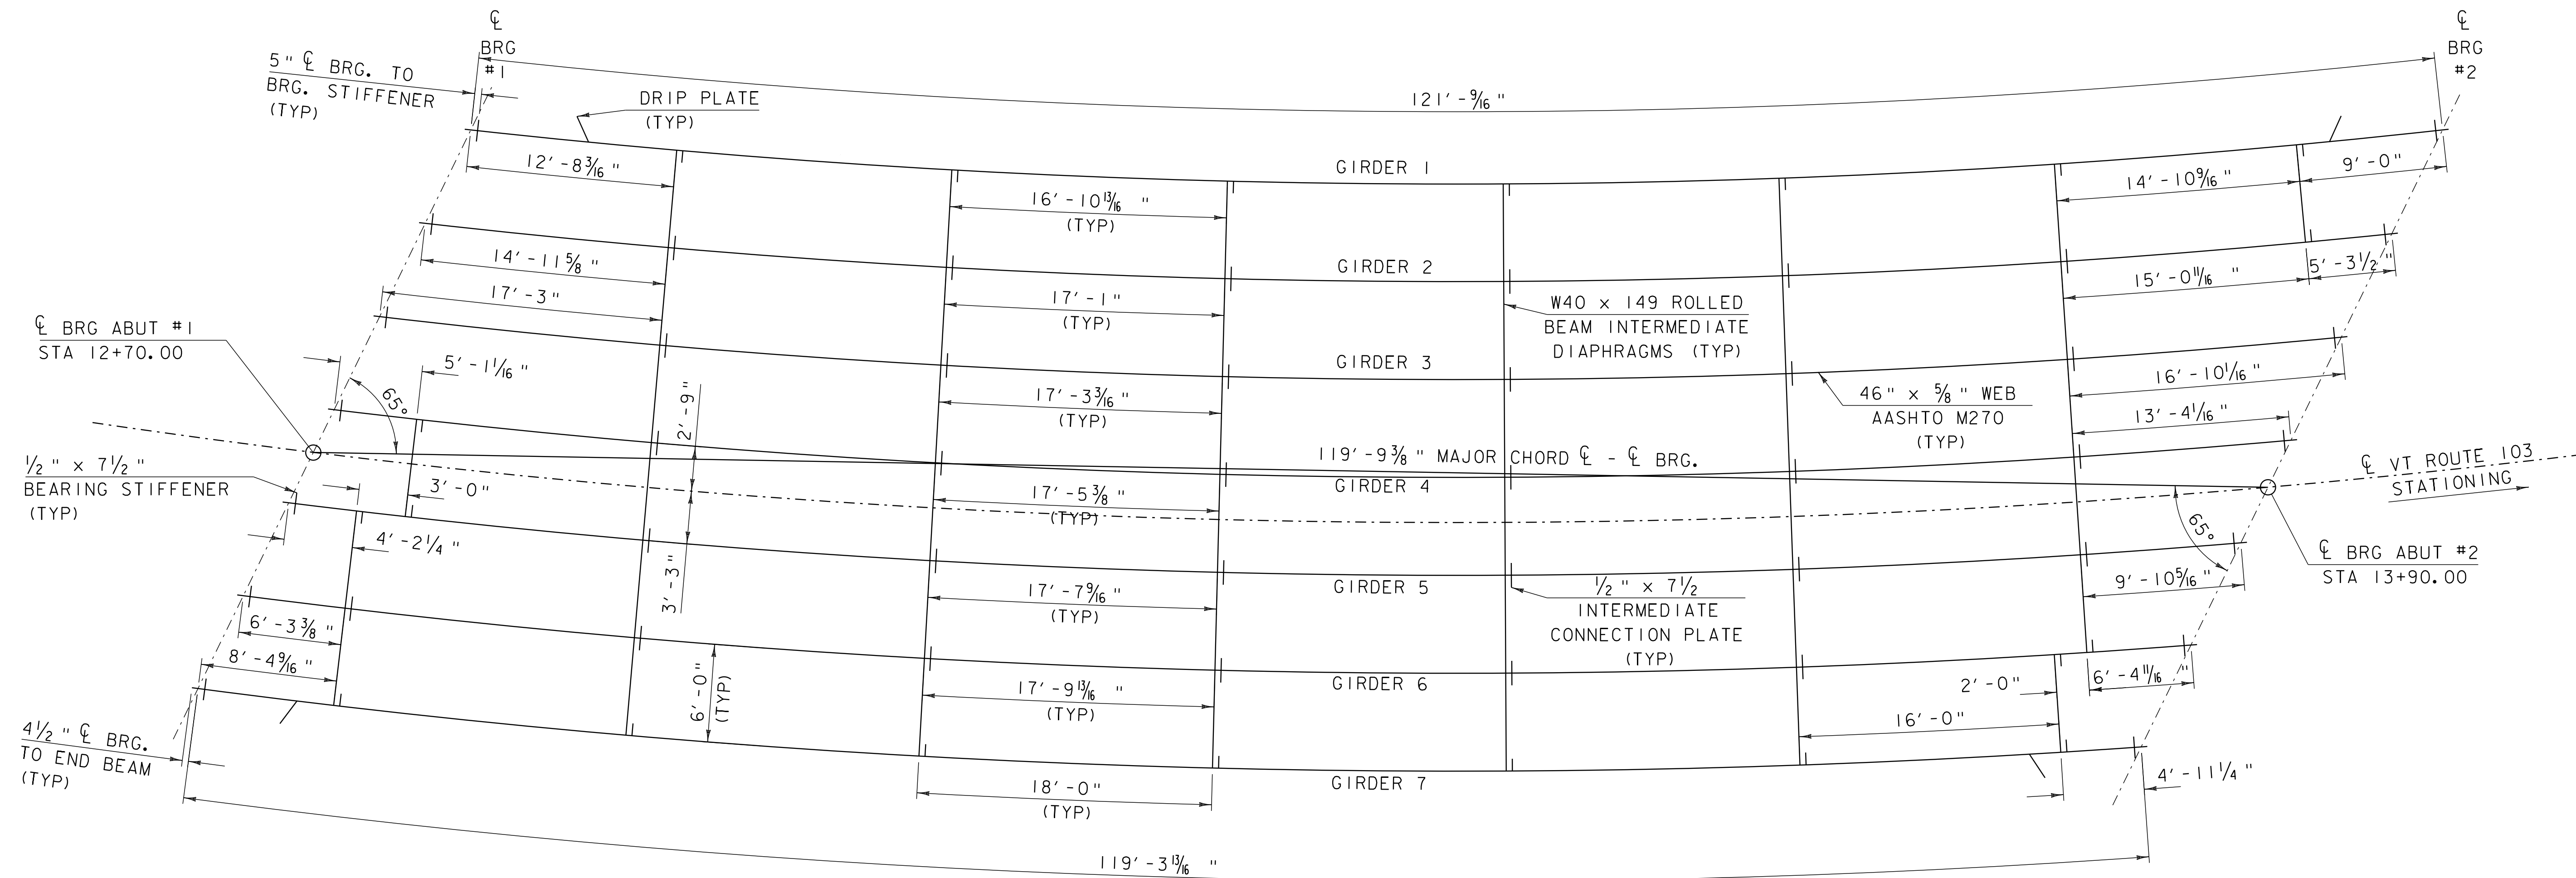 ℄
BRG
#1
℄
BRG
#2
5" ℄ BRG. TO
BRG. STIFFENER
(TYP)
121'-9/16"
DRIP PLATE
(TYP)
12'-8 3/16"
GIRDER 1
16'-10 13/16"
(TYP)
14'-10 9/16"
9'-0"
14'-11 5/8"
GIRDER 2
17'-1"
(TYP)
15'-0 11/16"
5'-3 1/2"
17'-3"
W40 x 149 ROLLED
BEAM INTERMEDIATE
DIAPHRAGMS (TYP)
℄ BRG ABUT #1
STA 12+70.00
5'-1 1/16"
65°
2'-9"
GIRDER 3
17'-3 3/16"
(TYP)
46" x 5/8" WEB
AASHTO M270
(TYP)
16'-10 1/16"
13'-4 1/16"
119'-9 3/8" MAJOR CHORD ℄ - ℄ BRG.
GIRDER 4
℄ VT ROUTE 103
STATIONING
1/2" x 7 1/2"
BEARING STIFFENER
(TYP)
3'-0"
17'-5 3/8"
(TYP)
4'-2 1/4"
3'-3"
65°
℄ BRG ABUT #2
STA 13+90.00
GIRDER 5
17'-7 9/16"
(TYP)
1/2" x 7 1/2
INTERMEDIATE
CONNECTION PLATE
(TYP)
9'-10 5/16"
6'-3 3/8"
8'-4 9/16"
6'-0"
(TYP)
GIRDER 6
17'-9 13/16"
(TYP)
2'-0"
16'-0"
6'-4 11/16"
4 1/2" ℄ BRG.
TO END BEAM
(TYP)
GIRDER 7
18'-0"
(TYP)
4'-11 1/4"
119'-3 13/16"